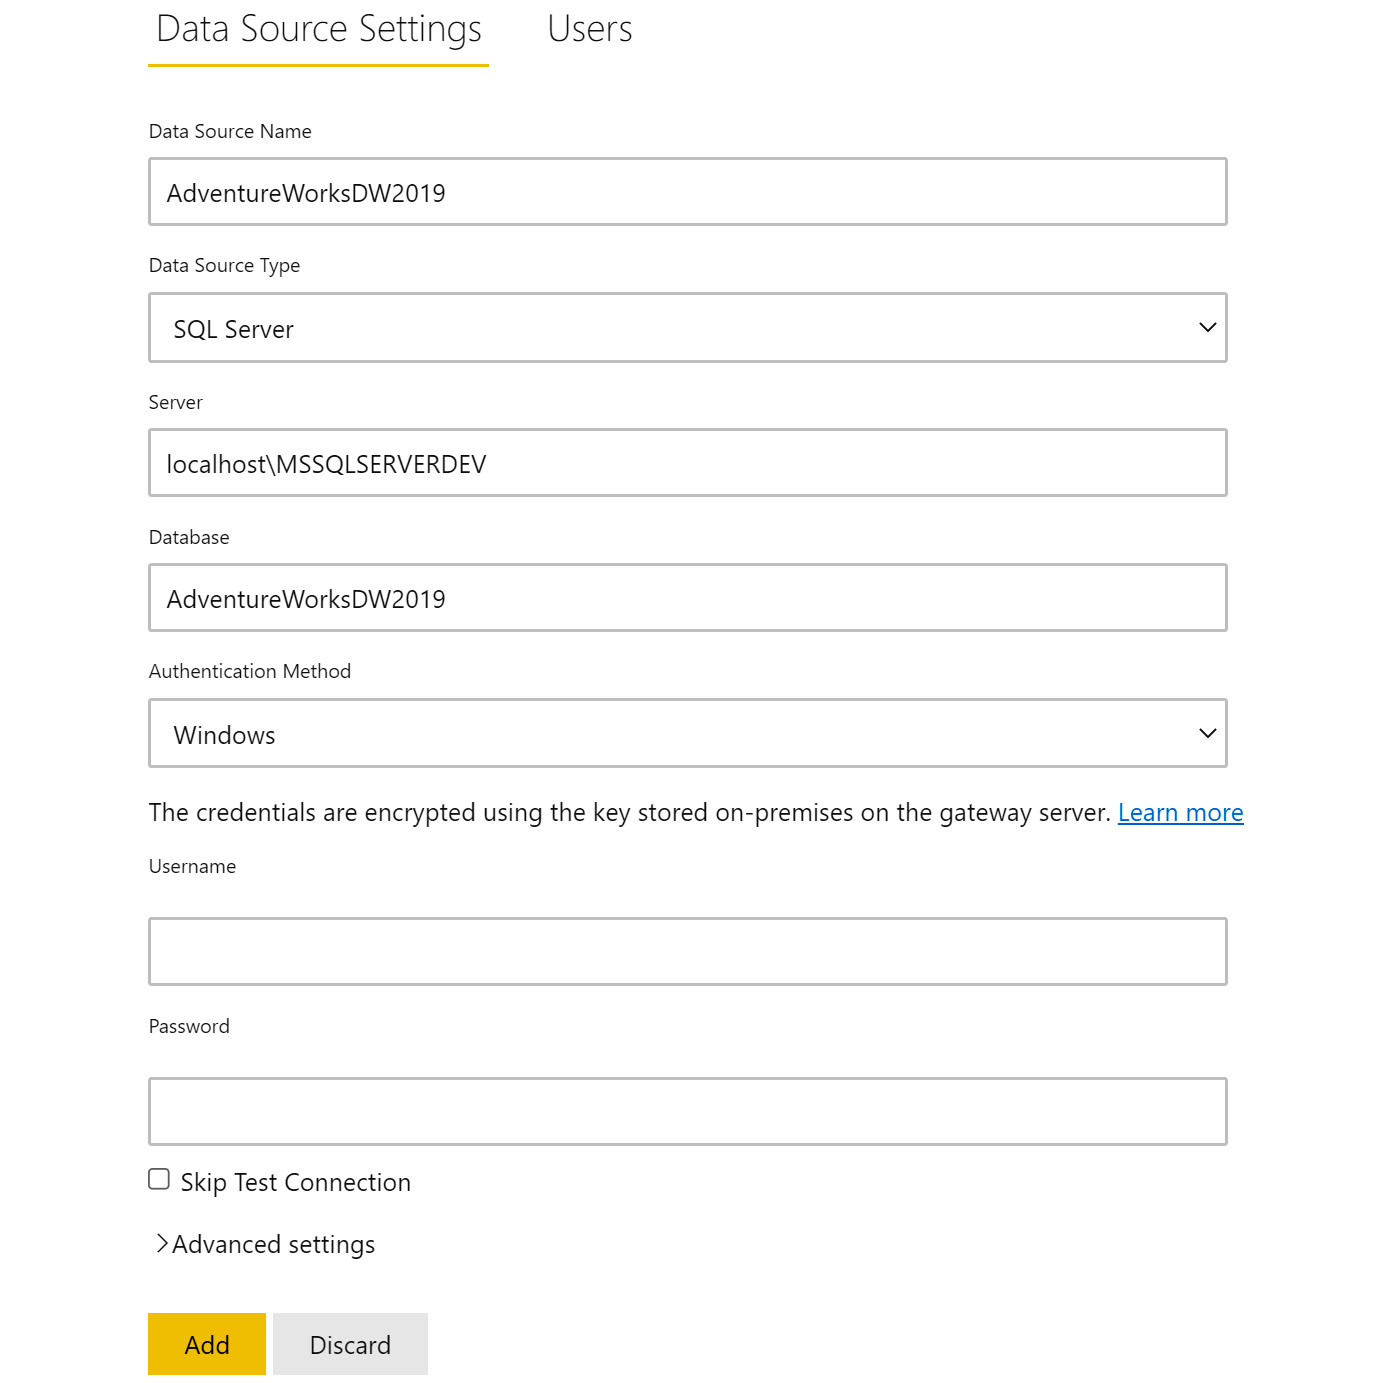 Data Source Settings Users
Data Source Name
AdventureWorksDW2019
Data Source Type
SQL Server
Server
localhost\MSSQLSERVERDEV
Database
AdventureWorksDW2019
Authentication Method
Windows
The credentials are encrypted using the key stored on-premises on the gateway server. Learn more
Username
Password
Skip Test Connection
Advanced settings
Add Discard